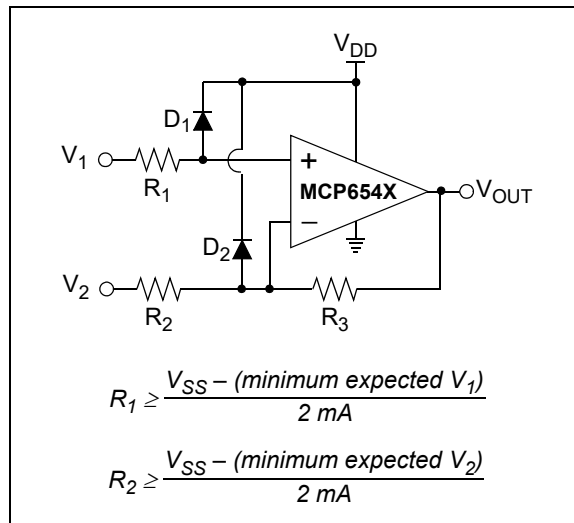 V_DD
D_1
V_1
R_1
+
MCP654X
–
V_OUT
D_2
V_2
R_2
R_3
R_1 ≥ V_SS – (minimum expected V_1)
2 mA
R_2 ≥ V_SS – (minimum expected V_2)
2 mA